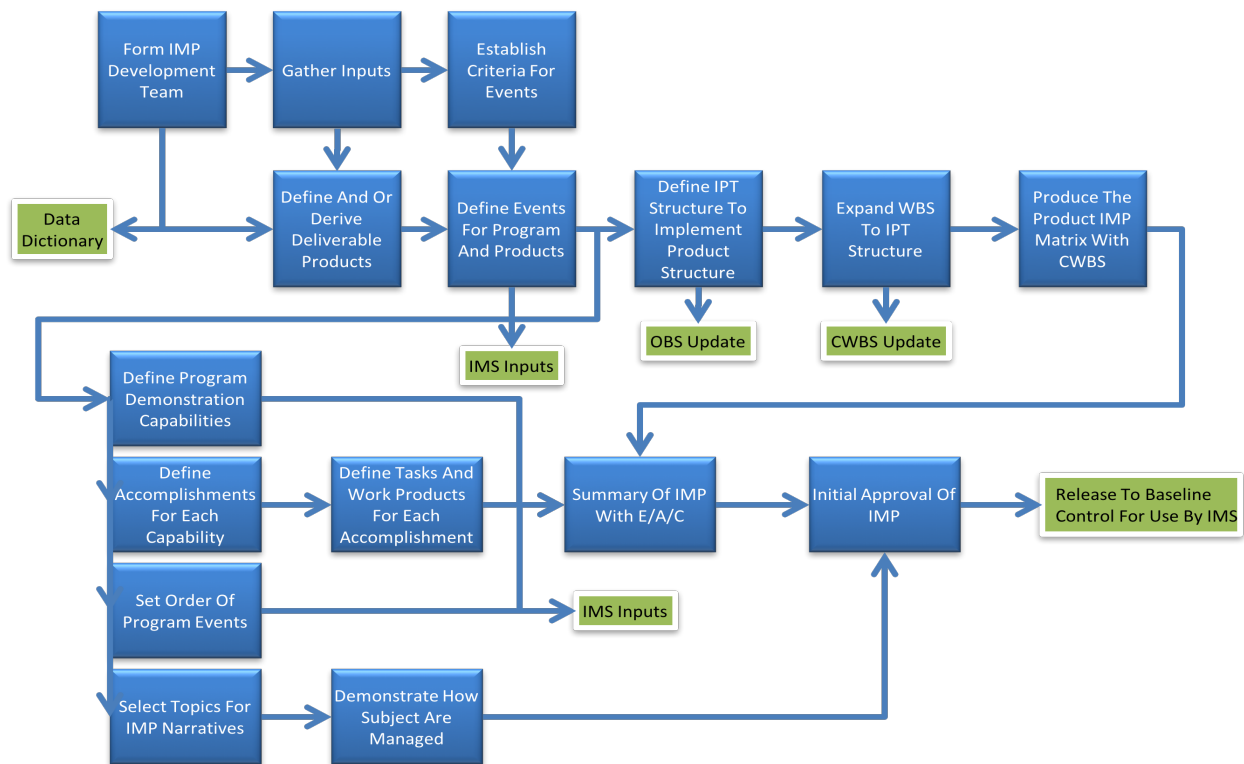 Form IMP
Development
Team
Gather Inputs
Establish
Criteria For
Events
Data
Dictionary
Define And Or
Derive
Deliverable
Products
Define Events
For Program
And Products
Define IPT
Structure To
Implement
Product
Structure
Expand WBS
To IPT
Structure
Produce The
Product IMP
Matrix With
CWBS
IMS Inputs
OBS Update
CWBS Update
Define Program
Demonstration
Capabilities
Define
Accomplishments
For Each
Capability
Define Tasks And
Work Products
For Each
Accomplishment
Summary Of IMP
With E/A/C
Initial Approval Of
IMP
Release To Baseline
Control For Use By IMS
Set Order Of
Program Events
IMS Inputs
Select Topics For
IMP Narratives
Demonstrate How
Subject Are
Managed